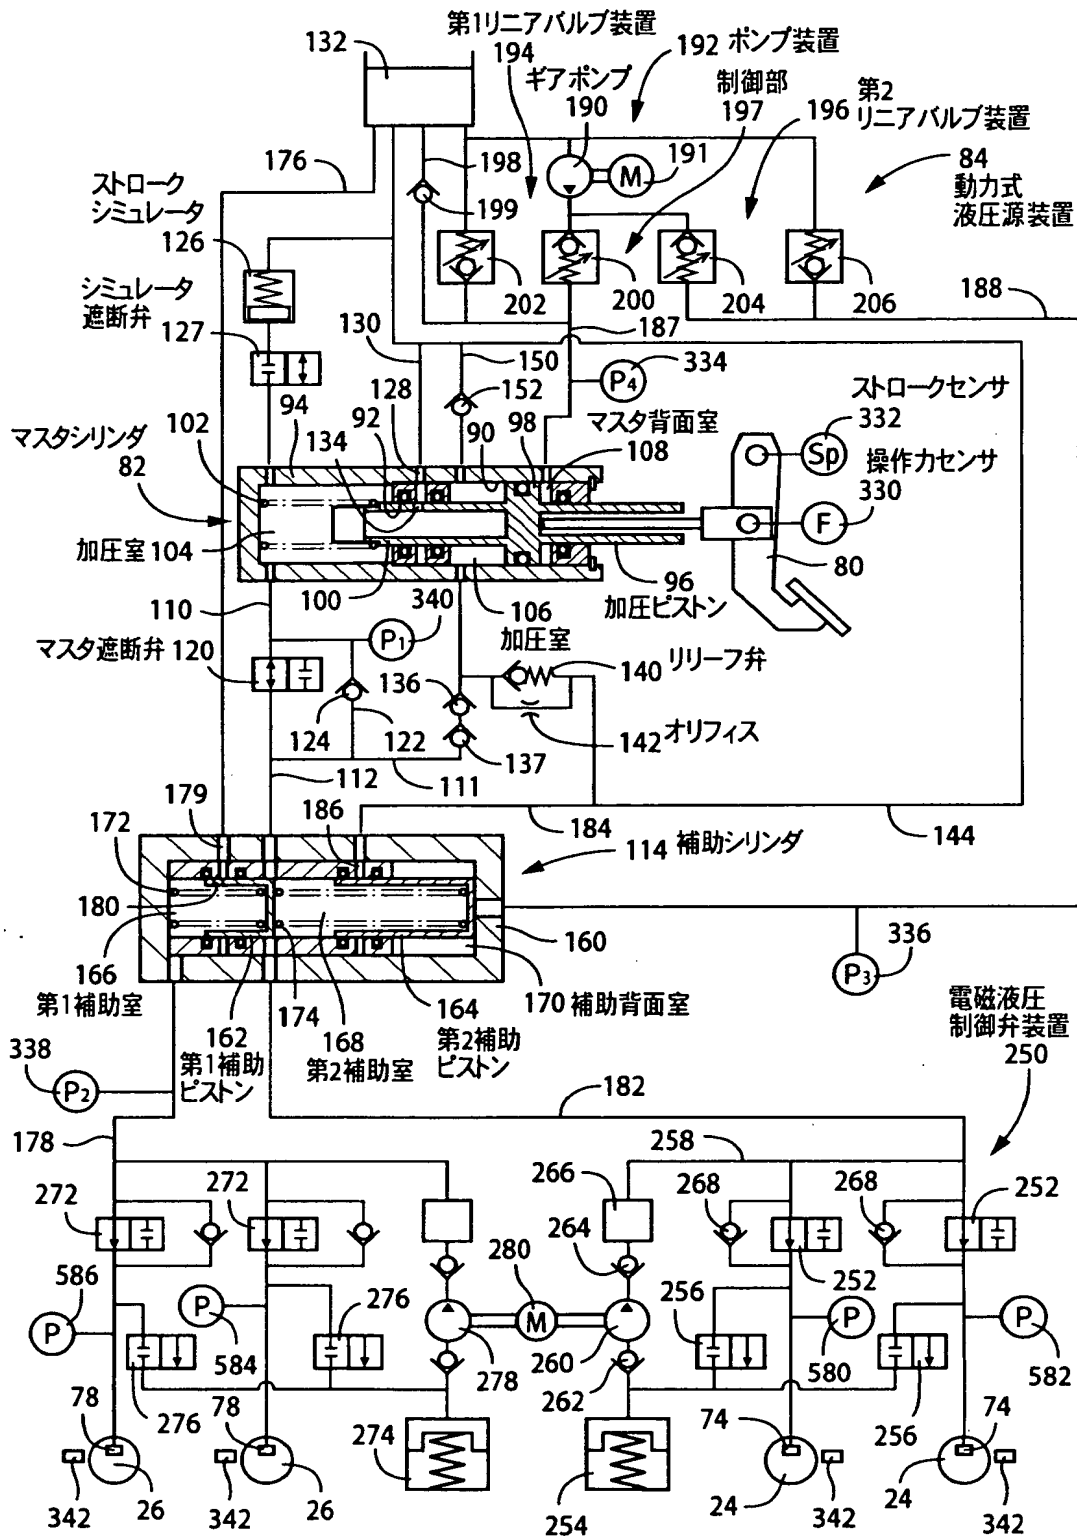 132
第1リニアバルブ装置
194
192 ポンプ装置
ギアポンプ
190
制御部
197
196 第2
リニアバルブ装置
176
198
191
M
84
動力式
液圧源装置
ストローク
シミュレータ
126
199
シミュレータ
遮断弁
127
202
200
204
206
188
130
187
150
334
P4
128
152
ストロークセンサ
332
Sp
94
92
98
マスタ背面室
108
102
134
90
マスタシリンダ
82
操作力センサ
330
F
加圧室 104
80
100
340
106
加圧室
96
加圧ピストン
110
P1
マスタ遮断弁 120
136
140 リリーフ弁
124
122
137
142 オリフィス
112
111
179
172
186
184
144
114 補助シリンダ
180
160
336
P3
166
第1補助室
162
第1補助
ピストン
174
168
第2補助室
164
第2補助
ピストン
170 補助背面室
電磁液圧
制御弁装置
250
338
P2
182
178
258
272
272
266
268
268
252
264
280
252
586
P
P
584
276
M
256
P
580
P
582
278
260
276
262
256
78
78
274
74
74
26
26
254
24
24
342
342
342
342